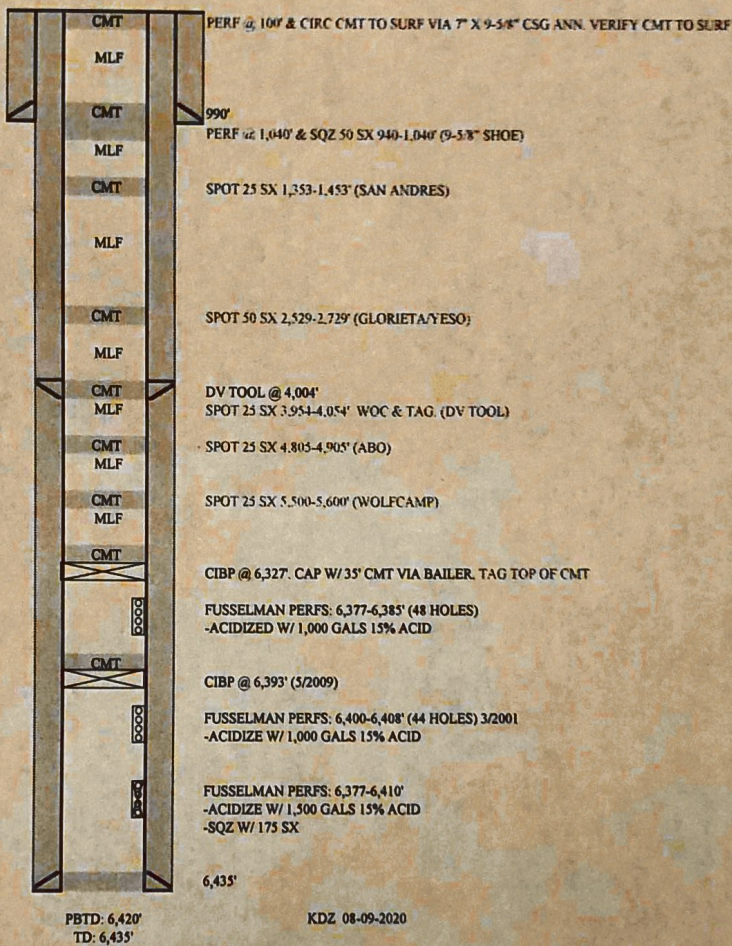 CMT PERF @ 100' & CIRC CMT TO SURF VIA 7" X 9-5/8" CSG ANN. VERIFY CMT TO SURF
MLF
CMT 990'
PERF @ 1,040' & SQZ 50 SX 940-1,040' (9-5/8" SHOE)
MLF
CMT SPOT 25 SX 1,353-1,453' (SAN ANDRES)
MLF
CMT SPOT 50 SX 2,529-2,729' (GLORIETA/YESO)
MLF
CMT DV TOOL @ 4,004'
MLF SPOT 25 SX 3,954-4,054' WOC & TAG. (DV TOOL)
CMT SPOT 25 SX 4,805-4,905' (ABO)
MLF
CMT SPOT 25 SX 5,500-5,600' (WOLFCAMP)
MLF
CMT
CIBP @ 6,327'. CAP W/ 35' CMT VIA BAILER. TAG TOP OF CMT
FUSSELMAN PERFS: 6,377-6,385' (48 HOLES)
-ACIDIZED W/ 1,000 GALS 15% ACID
CMT
CIBP @ 6,393' (5/2009)
FUSSELMAN PERFS: 6,400-6,408' (44 HOLES) 3/2001
-ACIDIZE W/ 1,000 GALS 15% ACID
FUSSELMAN PERFS: 6,377-6,410'
-ACIDIZE W/ 1,500 GALS 15% ACID
-SQZ W/ 175 SX
6,435'
PBTD: 6,420' KDZ 08-09-2020
TD: 6,435'